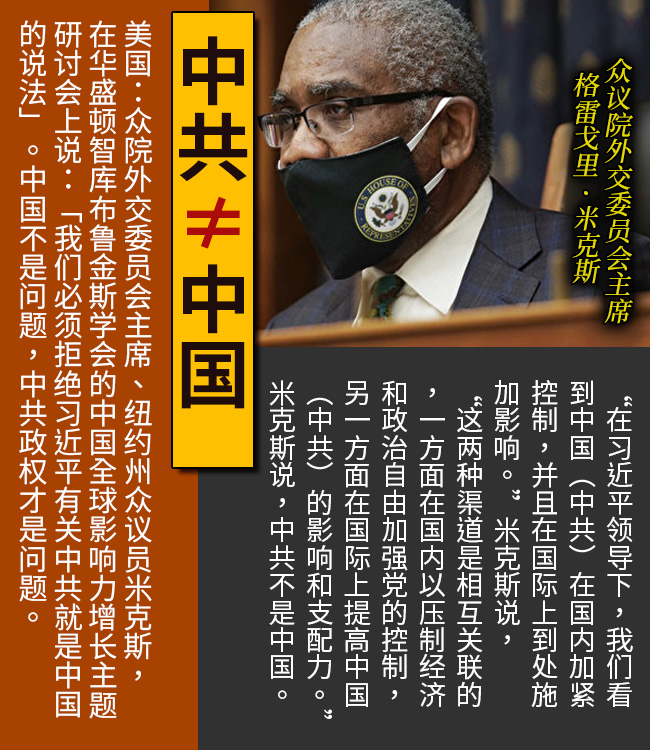 美国：众院外交委员会主席、纽约州众议员米克斯，
在华盛顿智库布鲁金斯学会的中国全球影响力增长主题
研讨会上说：「我们必须拒绝习近平有关中共就是中国
的说法」。中国不是问题，中共政权才是问题。
中共≠中国
众议院外交委员会主席
格雷戈里·米克斯
U.S. HOUSE OF REPRESENTATIVES
“在习近平领导下，我们看
到中国（中共）在国内加紧
控制，并且在国际上到处施
加影响。”米克斯说，
“这两种渠道是相互关联的
，一方面在国内以压制经济
和政治自由加强党的控制，
另一方面在国际上提高中国
（中共）的影响和支配力。”
米克斯说，中共不是中国。